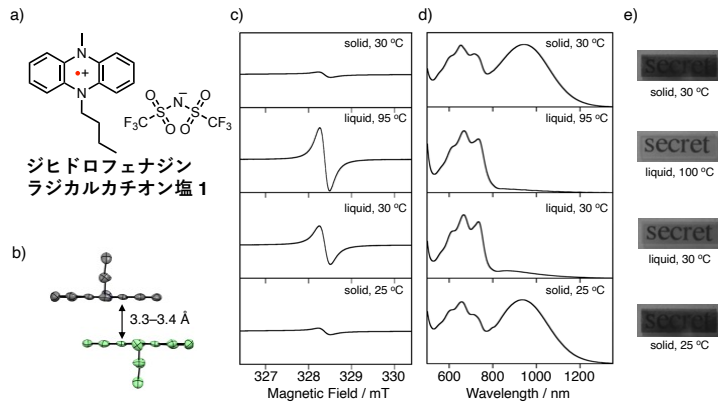 a)
N
•+
N
−
N
S
S
O O O O
F₃C
CF₃
ジヒドロフェナジン
ラジカルカチオン塩 1
b)
3.3–3.4 Å
c)
solid, 30 ºC
liquid, 95 ºC
liquid, 30 ºC
solid, 25 ºC
327 328 329 330
Magnetic Field / mT
d)
solid, 30 ºC
liquid, 95 ºC
liquid, 30 ºC
solid, 25 ºC
600 800 1000 1200
Wavelength / nm
e)
secret
solid, 30 ºC
secret
liquid, 100 ºC
secret
liquid, 30 ºC
secret
solid, 25 ºC